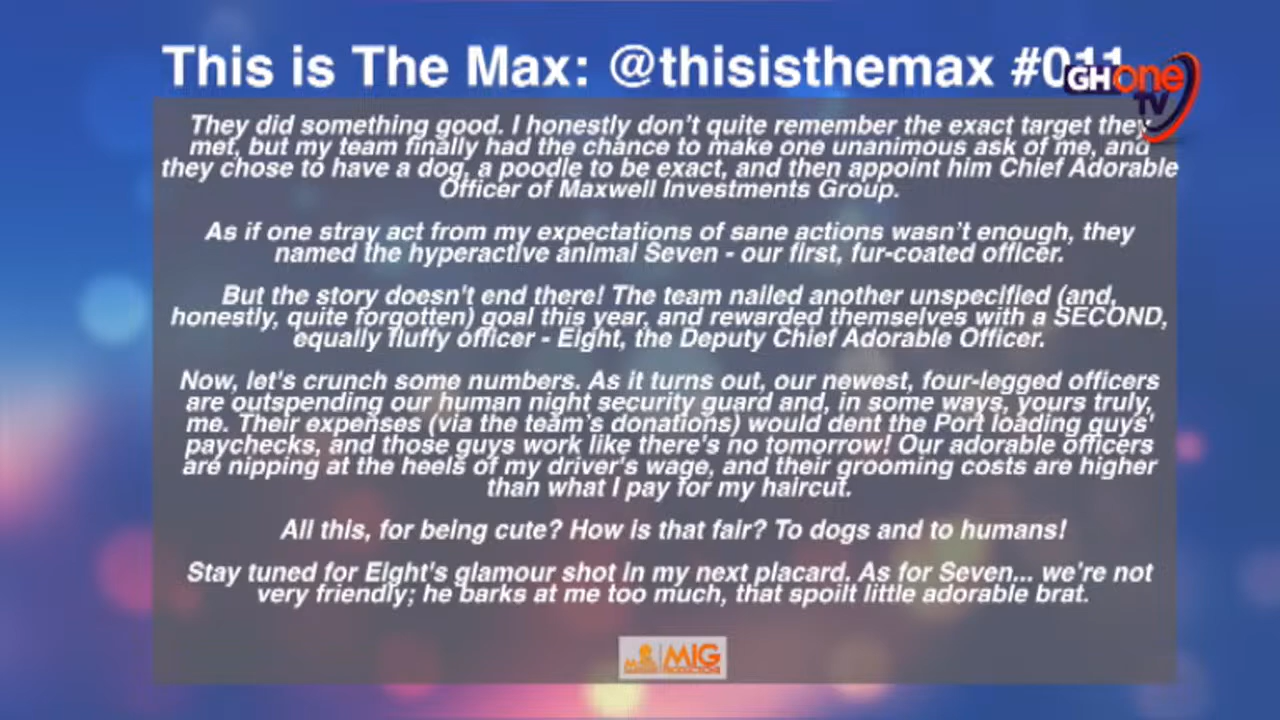 This is The Max: @thisisthemax #011
GHone
TV
They did something good. I honestly don't quite remember the exact target they
met, but my team finally had the chance to make one unanimous ask of me, and
they chose to have a dog, a poodle to be exact, and then appoint him Chief Adorable
Officer of Maxwell Investments Group.
As if one stray act from my expectations of sane actions wasn't enough, they
named the hyperactive animal Seven - our first, fur-coated officer.
But the story doesn't end there! The team nailed another unspecified (and,
honestly, quite forgotten) goal this year, and rewarded themselves with a SECOND,
equally fluffy officer - Eight, the Deputy Chief Adorable Officer.
Now, let's crunch some numbers. As it turns out, our newest, four-legged officers
are outspending our human night security guard and, in some ways, yours truly,
me. Their expenses (via the team's donations) would dent the Port loading guys'
paychecks, and those guys work like there's no tomorrow! Our adorable officers
are nipping at the heels of my driver's wage, and their grooming costs are higher
than what I pay for my haircut.
All this, for being cute? How is that fair? To dogs and to humans!
Stay tuned for Eight's glamour shot in my next placard. As for Seven... we're not
very friendly; he barks at me too much, that spoilt little adorable brat.
MIG